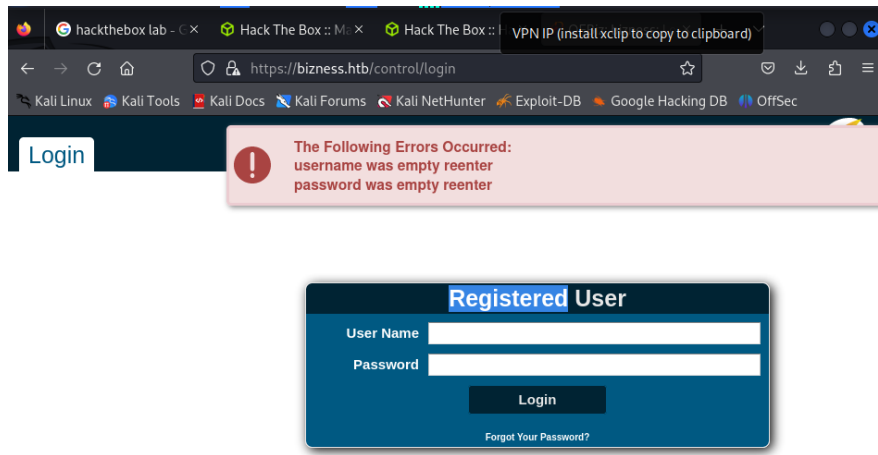 hackthebox lab - G
Hack The Box :: Ma
Hack The Box ::
VPN IP (install xclip to copy to clipboard)
https://bizness.htb/control/login
Kali Linux Kali Tools Kali Docs Kali Forums Kali NetHunter Exploit-DB Google Hacking DB OffSec
Login
The Following Errors Occurred:
username was empty reenter
password was empty reenter
Registered User
User Name
Password
Login
Forgot Your Password?